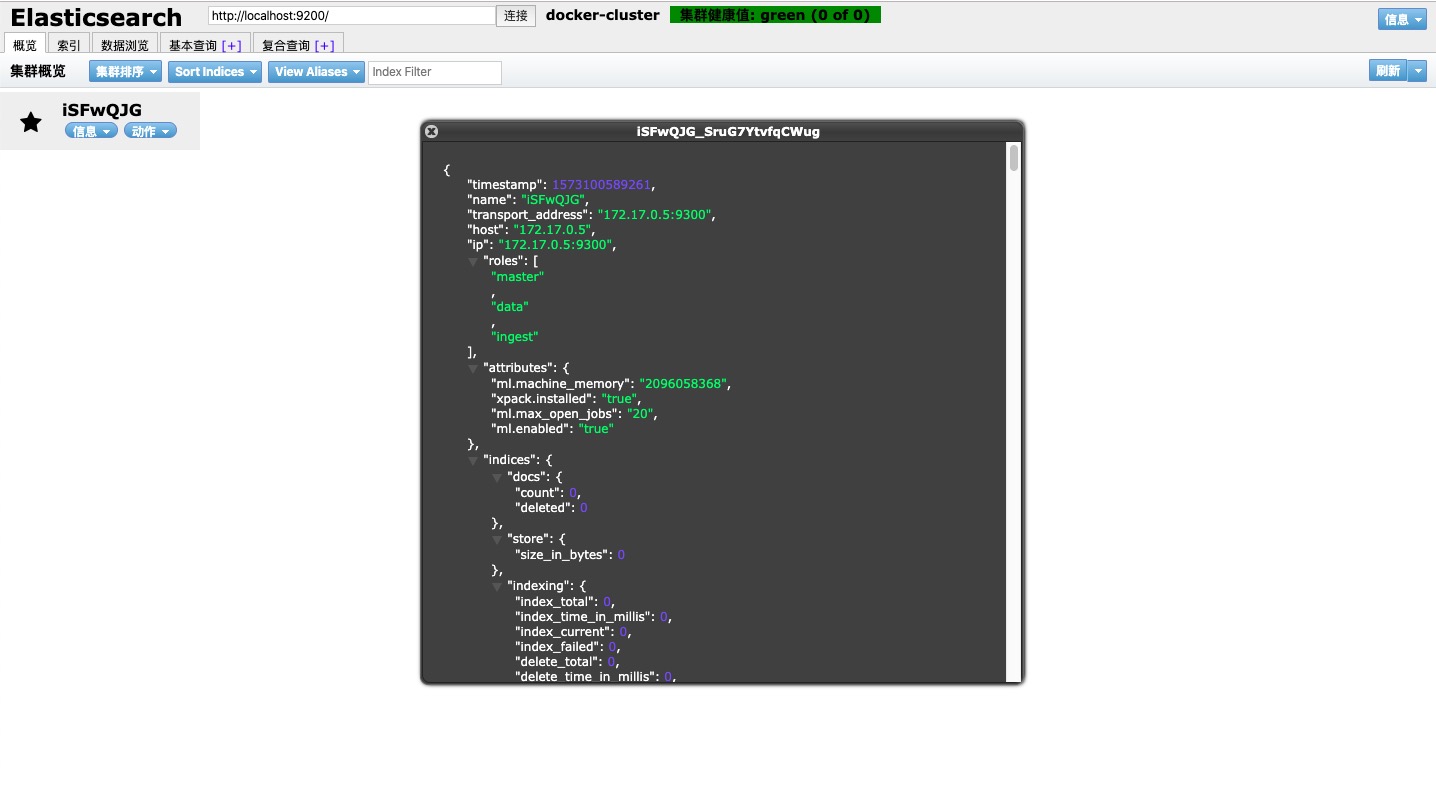 Elasticsearch http://localhost:9200/ 连接 docker-cluster 集群健康值: green (0 of 0) 信息
概览 索引 数据浏览 基本查询 [+] 复合查询 [+]
集群概览 集群排序 Sort Indices View Aliases Index Filter 刷新
iSFwQJG
信息 动作
iSFwQJG_SruG7YtvfqCWug
{
"timestamp": 1573100589261,
"name": "iSFwQJG",
"transport_address": "172.17.0.5:9300",
"host": "172.17.0.5",
"ip": "172.17.0.5:9300",
"roles": [
"master"
,
"data"
,
"ingest"
],
"attributes": {
"ml.machine_memory": "2096058368",
"xpack.installed": "true",
"ml.max_open_jobs": "20",
"ml.enabled": "true"
},
"indices": {
"docs": {
"count": 0,
"deleted": 0
},
"store": {
"size_in_bytes": 0
},
"indexing": {
"index_total": 0,
"index_time_in_millis": 0,
"index_current": 0,
"index_failed": 0,
"delete_total": 0,
"delete_time_in_millis": 0,